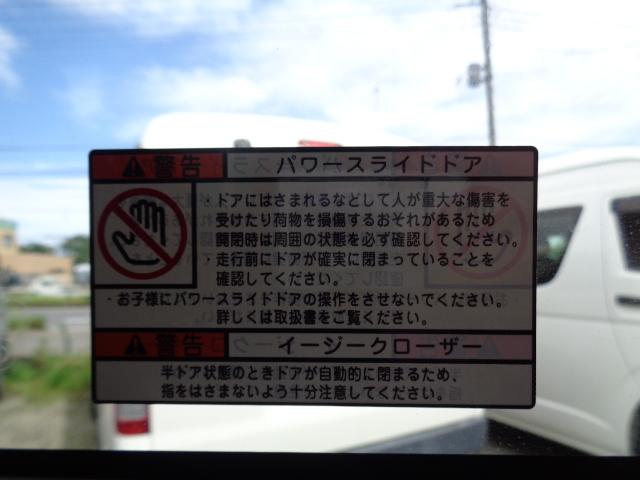 警告 パワースライドドア
・ドアにはさまれるなどして人が重大な傷害を
受けたり荷物を損傷するおそれがあるため
開閉時は周囲の状態を必ず確認してください。
・走行前にドアが確実に閉まっていることを
確認してください。
・お子様にパワースライドドアの操作をさせないでください。
詳しくは取扱書をご覧ください。
警告 イージークローザー
半ドア状態のときドアが自動的に閉まるため、
指をはさまないよう十分注意してください。